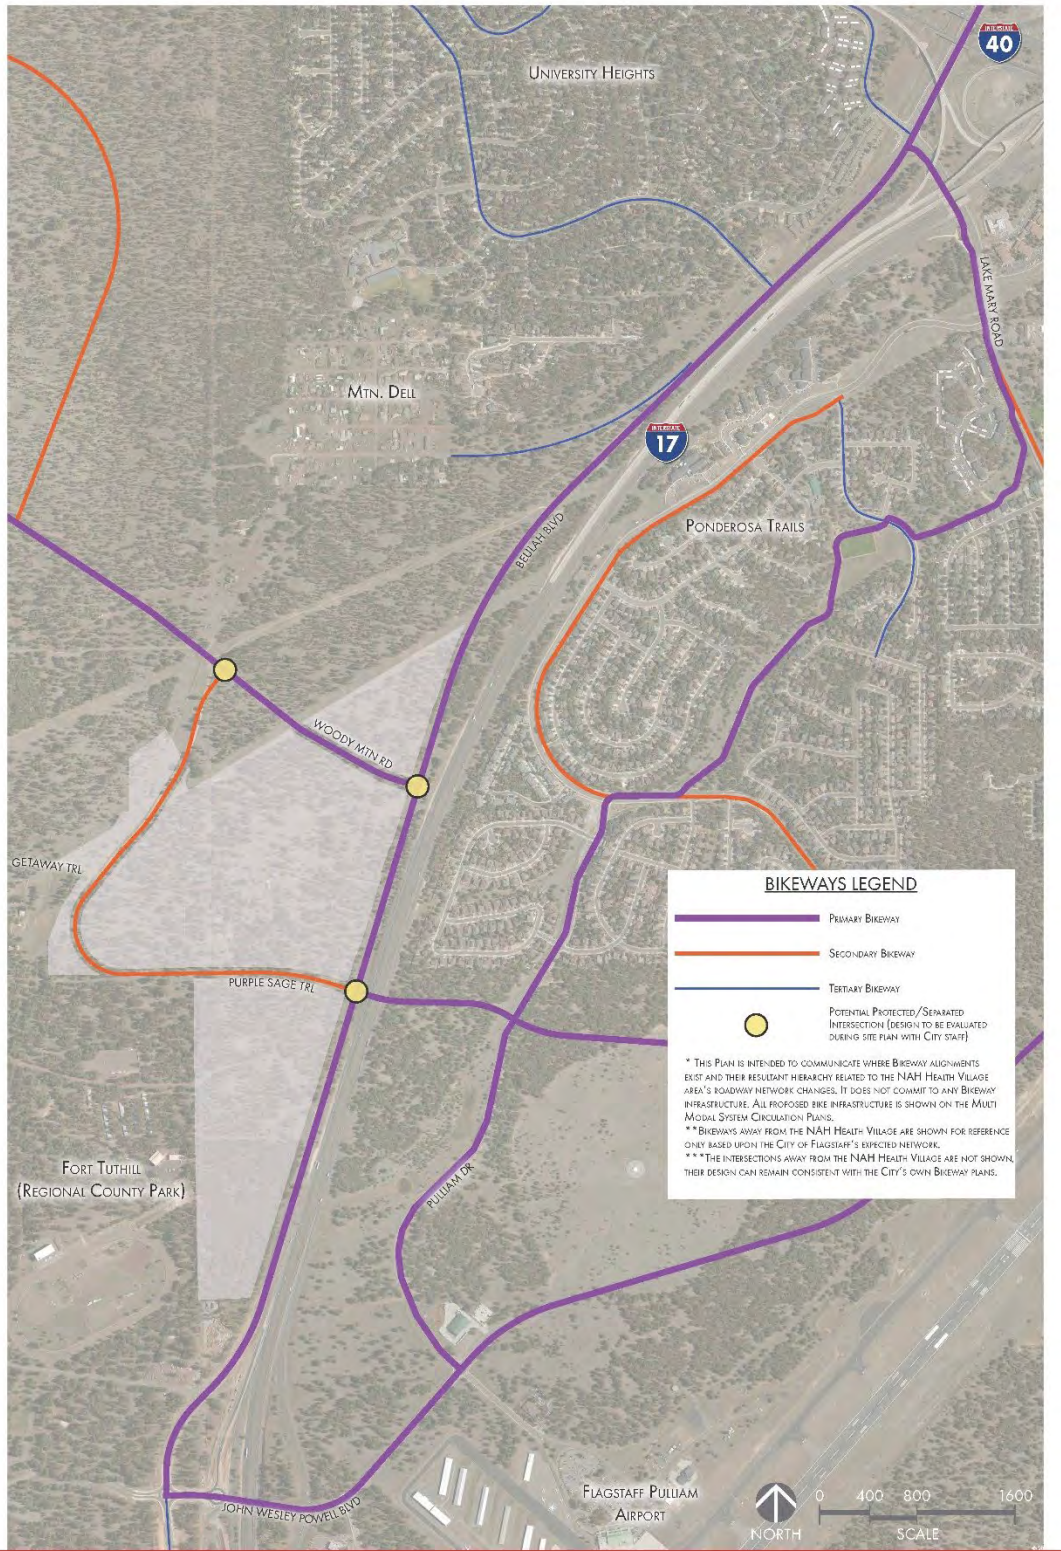 INTERSTATE
40
UNIVERSITY HEIGHTS
LAKE MARY ROAD
MTN. DELL
INTERSTATE
17
BEULAH BLVD
PONDEROSA TRAILS
WOODY MTN RD
GETAWAY TRL
PURPLE SAGE TRL
BIKEWAYS LEGEND
PRIMARY BIKEWAY
SECONDARY BIKEWAY
TERTIARY BIKEWAY
POTENTIAL PROTECTED/SEPARATED
INTERSECTION (DESIGN TO BE EVALUATED
DURING SITE PLAN WITH CITY STAFF)
* THIS PLAN IS INTENDED TO COMMUNICATE WHERE BIKEWAY ALIGNMENTS
EXIST AND THEIR RESULTANT HIERARCHY RELATED TO THE NAH HEALTH VILLAGE
AREA'S ROADWAY NETWORK CHANGES. IT DOES NOT COMMIT TO ANY BIKEWAY
INFRASTRUCTURE. ALL PROPOSED BIKE INFRASTRUCTURE IS SHOWN ON THE MULTI
MODAL SYSTEM CIRCULATION PLANS.
**BIKEWAYS AWAY FROM THE NAH HEALTH VILLAGE ARE SHOWN FOR REFERENCE
ONLY BASED UPON THE CITY OF FLAGSTAFF'S EXPECTED NETWORK.
***THE INTERSECTIONS AWAY FROM THE NAH HEALTH VILLAGE ARE NOT SHOWN,
THEIR DESIGN CAN REMAIN CONSISTENT WITH THE CITY'S OWN BIKEWAY PLANS.
FORT TUTHILL
(REGIONAL COUNTY PARK)
PULLIAM DR
JOHN WESLEY POWELL BLVD
FLAGSTAFF PULLIAM
AIRPORT
NORTH
0 400 800 1600
SCALE